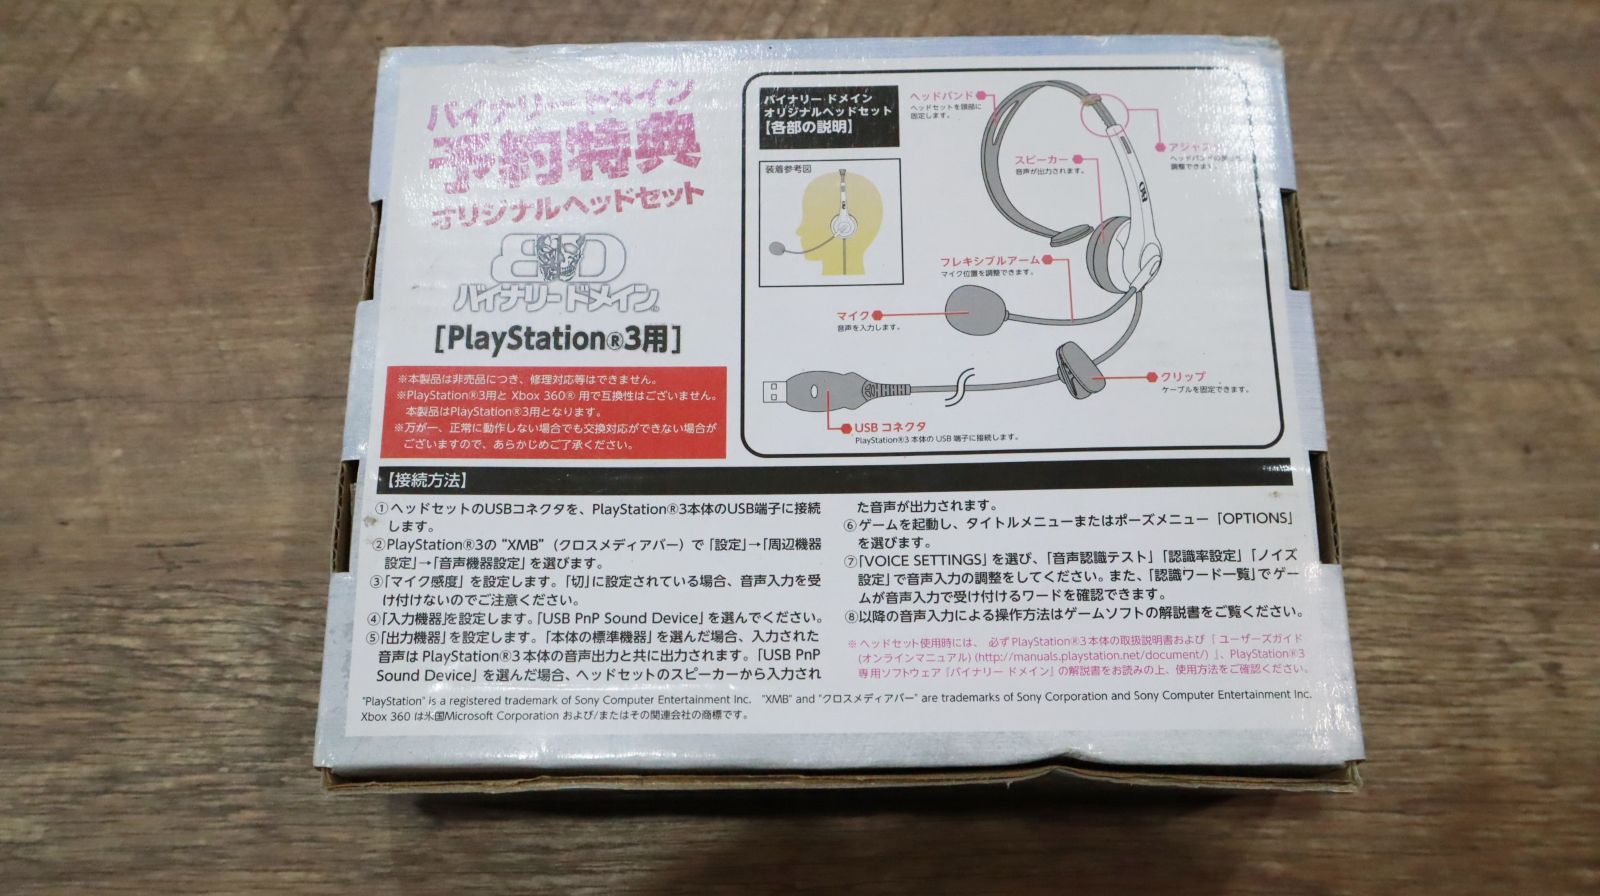 バイナリー ドメイン
予約特典
オリジナルヘッドセット
BD
バイナリー ドメイン®
[PlayStation®3用]
※本製品は非売品につき、修理対応等はできません。
※PlayStation®3用と Xbox 360® 用で互換性はございません。
本製品はPlayStation®3用となります。
※万が一、正常に動作しない場合でも交換対応ができない場合が
ございますので、あらかじめご了承ください。
バイナリー ドメイン
オリジナルヘッドセット
【各部の説明】
装着参考図
ヘッドバンド
ヘッドセットを頭部に
固定します。
アジャス
ヘッドバンドの
調整できま
スピーカー
音声が出力されます。
フレキシブルアーム
マイク位置を調整できます。
マイク
音声を入力します。
クリップ
ケーブルを固定できます。
USB コネクタ
PlayStation®3 本体の USB 端子に接続します。
【接続方法】
①ヘッドセットのUSBコネクタを、PlayStation®3本体のUSB端子に接続
します。
②PlayStation®3の“XMB”（クロスメディアバー）で「設定」→「周辺機器
設定」→「音声機器設定」を選びます。
③「マイク感度」を設定します。「切」に設定されている場合、音声入力を受
け付けないのでご注意ください。
④「入力機器」を設定します。「USB PnP Sound Device」を選んでください。
⑤「出力機器」を設定します。「本体の標準機器」を選んだ場合、入力された
音声は PlayStation®3 本体の音声出力と共に出力されます。「USB PnP
Sound Device」を選んだ場合、ヘッドセットのスピーカーから入力され
た音声が出力されます。
⑥ゲームを起動し、タイトルメニューまたはポーズメニュー「OPTIONS」
を選びます。
⑦「VOICE SETTINGS」を選び、「音声認識テスト」「認識率設定」「ノイズ
設定」で音声入力の調整をしてください。また、「認識ワード一覧」でゲー
ムが音声入力で受け付けるワードを確認できます。
⑧以降の音声入力による操作方法はゲームソフトの解説書をご覧ください。
※ヘッドセット使用時には、必ず PlayStation®3 本体の取扱説明書および「ユーザーズガイド
(オンラインマニュアル) (http://manuals.playstation.net/document/) 」、PlayStation®3
専用ソフトウェア「バイナリー ドメイン」の解説書をお読みの上、使用方法をご確認ください。
"PlayStation" is a registered trademark of Sony Computer Entertainment Inc. "XMB" and "クロスメディアバー" are trademarks of Sony Corporation and Sony Computer Entertainment Inc.
Xbox 360 は米国Microsoft Corporation および/またはその関連会社の商標です。